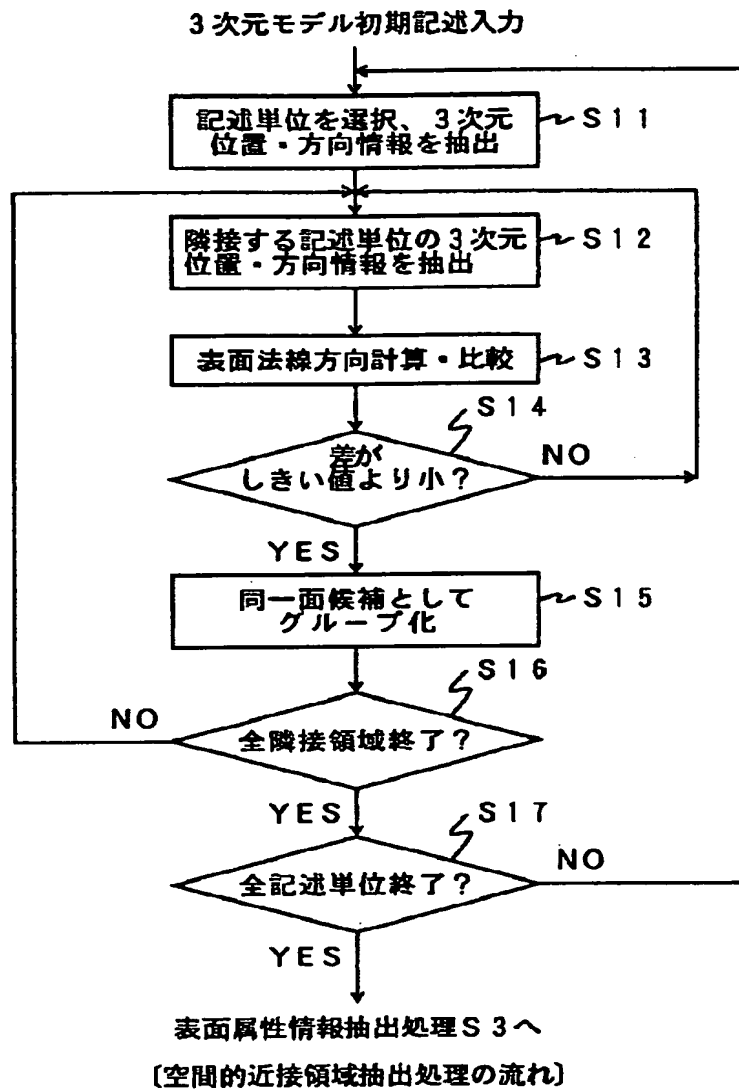 3次元モデル初期記述入力
記述単位を選択、3次元
位置・方向情報を抽出
S11
隣接する記述単位の3次元
位置・方向情報を抽出
S12
表面法線方向計算・比較
S13
S14
差が
しきい値より小?
NO
YES
同一面候補として
グループ化
S15
S16
NO
全隣接領域終了?
YES
S17
全記述単位終了?
NO
YES
表面属性情報抽出処理S3へ
〔空間的近接領域抽出処理の流れ〕